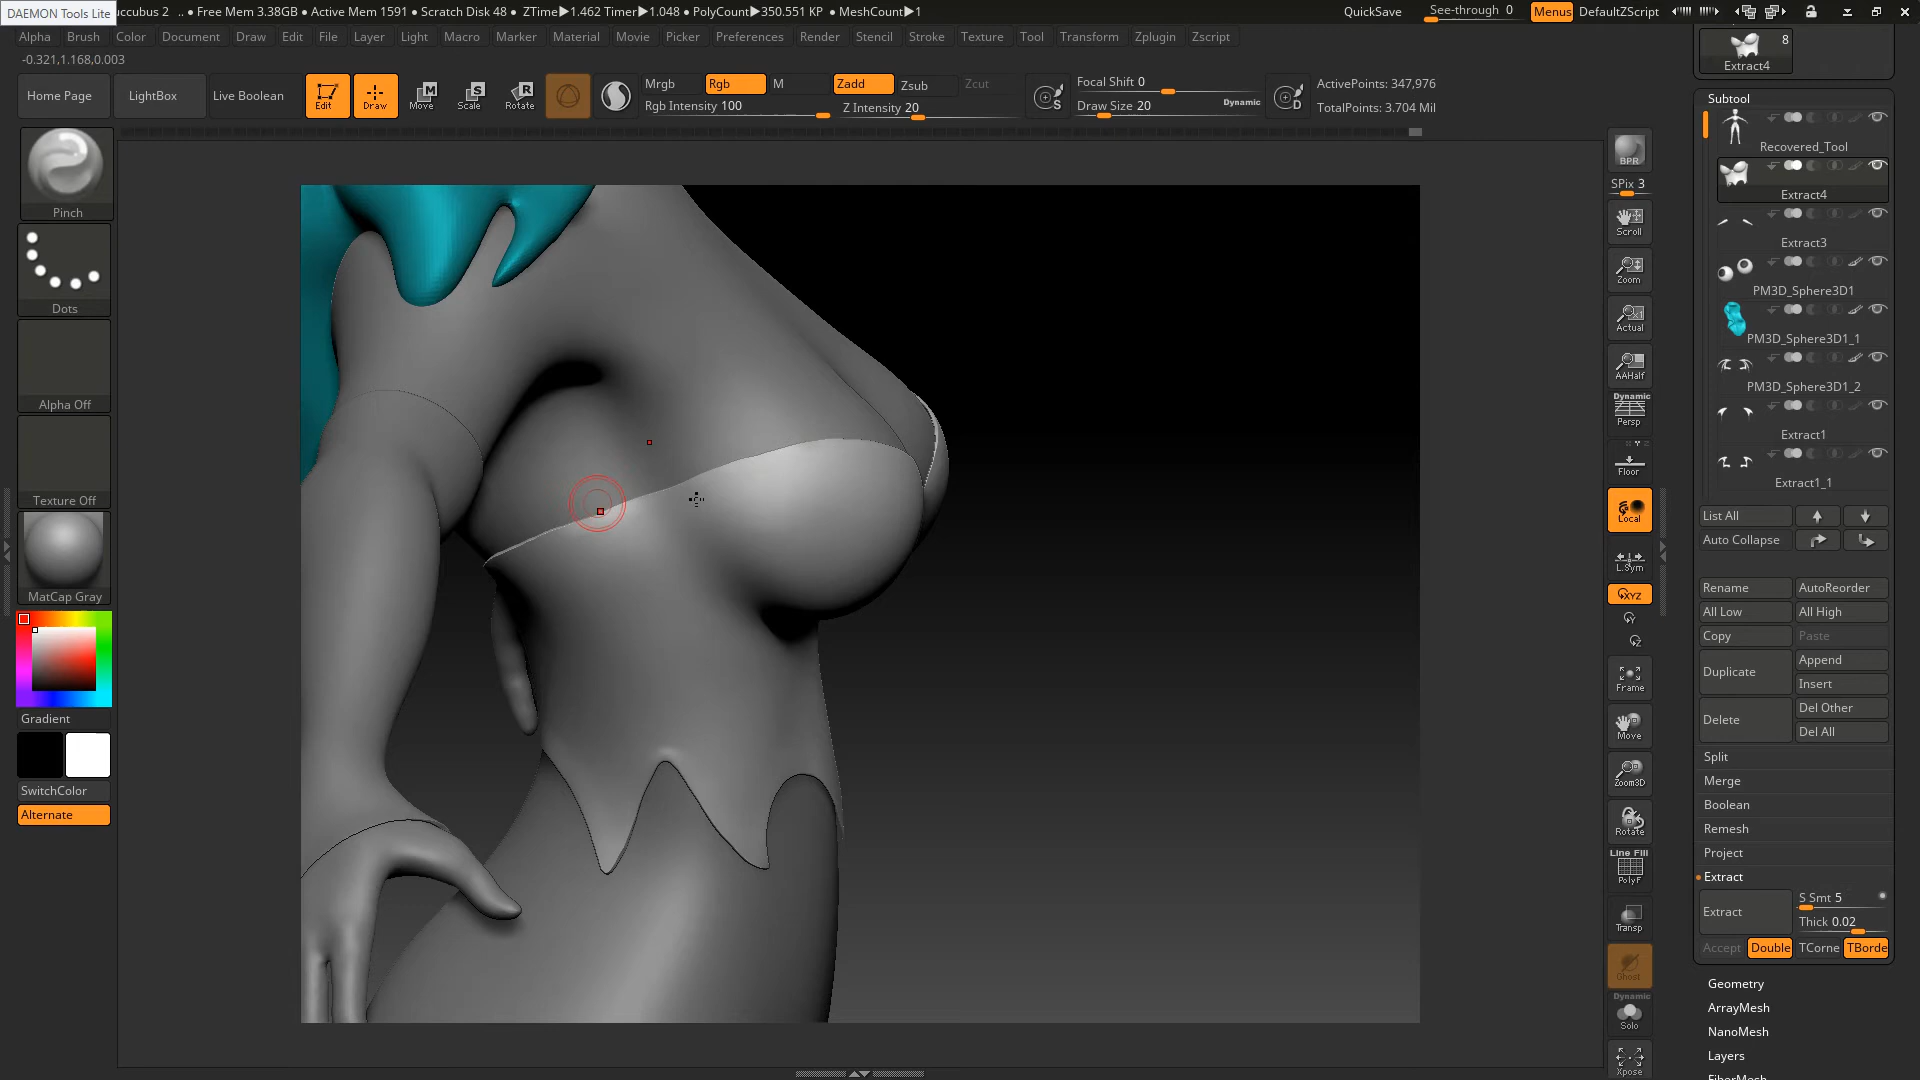 DAEMON Tools Lite
uccubus 2 .. ● Free Mem 3.38GB ● Active Mem 1591 ● Scratch Disk 48 ● ZTime▶1.462 Timer▶1.048 ● PolyCount▶350.551 KP ● MeshCount▶1
QuickSave See-through 0 Menus DefaultZScript
Alpha Brush Color Document Draw Edit File Layer Light Macro Marker Material Movie Picker Preferences Render Stencil Stroke Texture Tool Transform Zplugin Zscript
-0.321,1.168,0.003
Home Page LightBox Live Boolean Edit Draw Move Scale Rotate
Mrgb Rgb M Zadd Zsub Zcut
Rgb Intensity 100 Z Intensity 20
Focal Shift 0
Draw Size 20 Dynamic
ActivePoints: 347,976
TotalPoints: 3.704 Mil
Pinch
Dots
Alpha Off
Texture Off
MatCap Gray
Gradient
SwitchColor
Alternate
BPR
SPix 3
Scroll
Zoom
Actual
AAHalf
Dynamic
Persp
Floor
Local
L.Sym
XYZ
Y
Z
Frame
Move
Zoom3D
Rotate
Line Fill
PolyF
Transp
Ghost
Dynamic
Solo
Xpose
8
Extract4
Subtool
Recovered_Tool
Extract4
Extract3
PM3D_Sphere3D1
PM3D_Sphere3D1_1
PM3D_Sphere3D1_2
Extract1
Extract1_1
List All
Auto Collapse
Rename AutoReorder
All Low All High
Copy Paste
Duplicate Append
Insert
Delete Del Other
Del All
Split
Merge
Boolean
Remesh
Project
Extract
Extract S Smt 5
Thick 0.02
Accept Double TCorne TBorde
Geometry
ArrayMesh
NanoMesh
Layers
FiberMesh